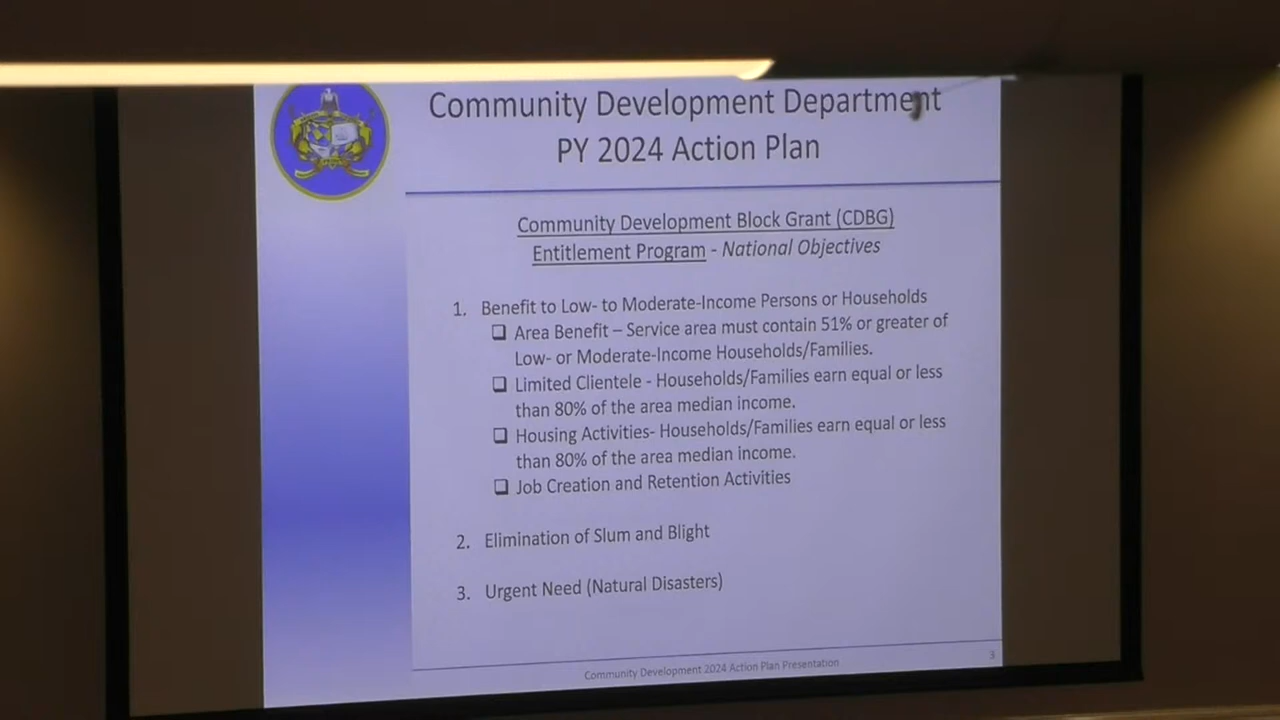 Community Development Department
PY 2024 Action Plan
Community Development Block Grant (CDBG)
Entitlement Program - National Objectives
1. Benefit to Low- to Moderate-Income Persons or Households
❑ Area Benefit – Service area must contain 51% or greater of
Low- or Moderate-Income Households/Families.
❑ Limited Clientele - Households/Families earn equal or less
than 80% of the area median income.
❑ Housing Activities- Households/Families earn equal or less
than 80% of the area median income.
❑ Job Creation and Retention Activities
2. Elimination of Slum and Blight
3. Urgent Need (Natural Disasters)
Community Development 2024 Action Plan Presentation
3